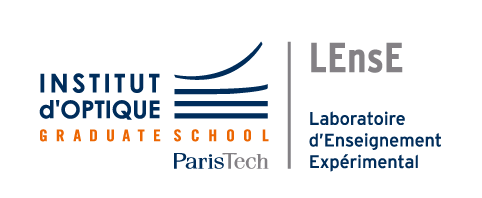 INSTITUT
d'OPTIQUE
GRADUATE SCHOOL
ParisTech
LEnsE
Laboratoire
d'Enseignement
Expérimental